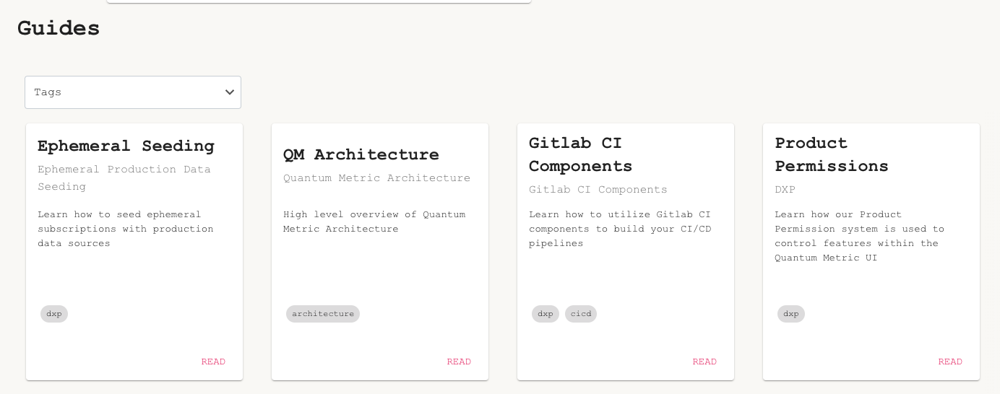 Guides
Tags
Ephemeral Seeding
Ephemeral Production Data
Seeding
Learn how to seed ephemeral
subscriptions with production
data sources
dxp
READ
QM Architecture
Quantum Metric Architecture
High level overview of Quantum
Metric Architecture
architecture
READ
Gitlab CI
Components
Gitlab CI Components
Learn how to utilize Gitlab CI
components to build your CI/CD
pipelines
dxp cicd
READ
Product
Permissions
DXP
Learn how our Product
Permission system is used to
control features within the
Quantum Metric UI
dxp
READ